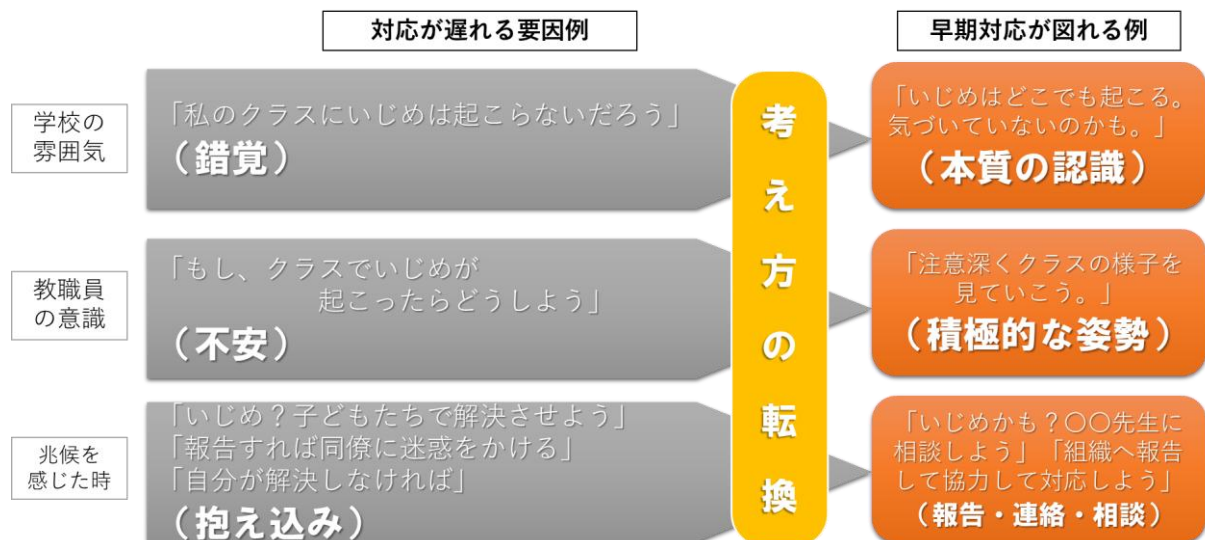 対応が遅れる要因例
早期対応が図れる例
学校の
雰囲気
「私のクラスにいじめは起こらないだろう」
（錯覚）
考え方の転換
「いじめはどこでも起こる。
気づいていないのかも。」
（本質の認識）
教職員
の意識
「もし、クラスでいじめが
起こったらどうしよう」
（不安）
「注意深くクラスの様子を
見ていこう。」
（積極的な姿勢）
兆候を
感じた時
「いじめ？子どもたちで解決させよう」
「報告すれば同僚に迷惑をかける」
「自分が解決しなければ」
（抱え込み）
「いじめかも？〇〇先生に
相談しよう」「組織へ報告
して協力して対応しよう」
（報告・連絡・相談）